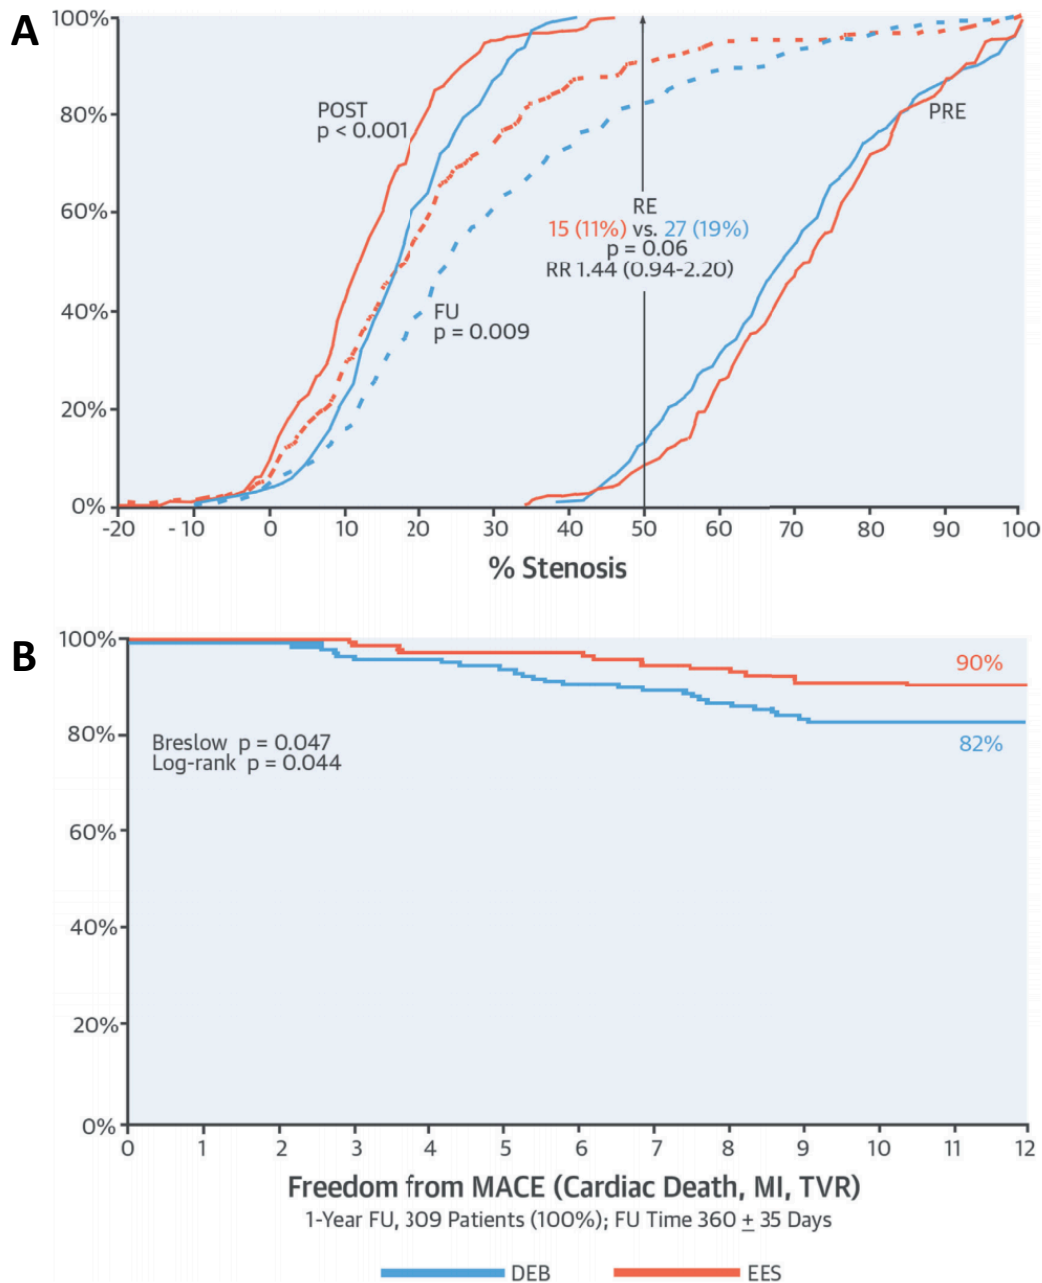 A
100%
80%
60%
40%
20%
0%
POST
p < 0.001
PRE
RE
15 (11%) vs. 27 (19%)
p = 0.06
RR 1.44 (0.94-2.20)
FU
p = 0.009
-20 -10 0 10 20 30 40 50 60 70 80 90 100
% Stenosis
B
100%
80%
60%
40%
20%
0%
90%
82%
Breslow p = 0.047
Log-rank p = 0.044
0 1 2 3 4 5 6 7 8 9 10 11 12
Freedom from MACE (Cardiac Death, MI, TVR)
1-Year FU, 309 Patients (100%); FU Time 360 ± 35 Days
DEB EES